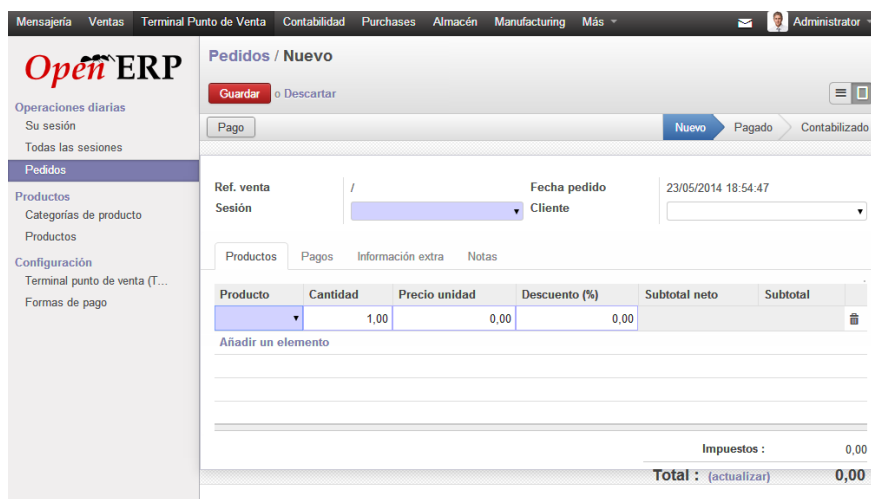 Mensajería Ventas Terminal Punto de Venta Contabilidad Purchases Almacén Manufacturing Más Administrator
Open ERP
Operaciones diarias
Su sesión
Todas las sesiones
Pedidos
Productos
Categorías de producto
Productos
Configuración
Terminal punto de venta (T...
Formas de pago
Pedidos / Nuevo
Guardar o Descartar
Pago Nuevo Pagado Contabilizado
Ref. venta / Fecha pedido 23/05/2014 18:54:47
Sesión Cliente
Productos Pagos Información extra Notas
Producto Cantidad Precio unidad Descuento (%) Subtotal neto Subtotal
1,00 0,00 0,00
Añadir un elemento
Impuestos : 0,00
Total : (actualizar) 0,00